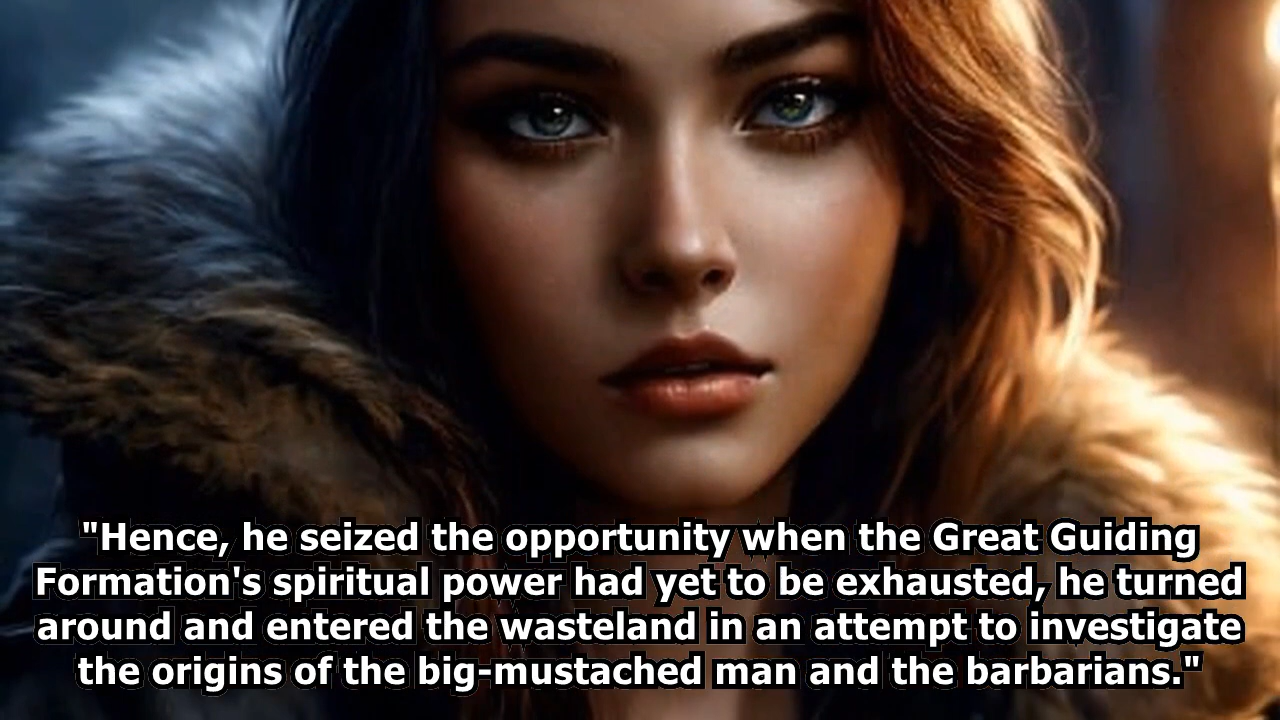 "Hence, he seized the opportunity when the Great Guiding
Formation's spiritual power had yet to be exhausted, he turned
around and entered the wasteland in an attempt to investigate
the origins of the big-mustached man and the barbarians."